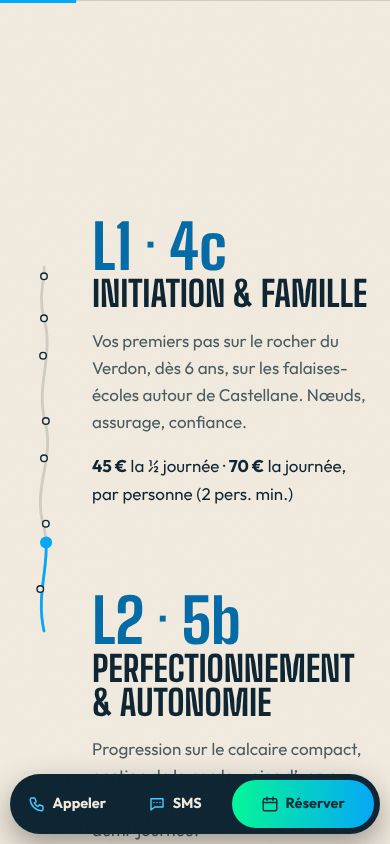 L1 · 4c
INITIATION & FAMILLE
Vos premiers pas sur le rocher du
Verdon, dès 6 ans, sur les falaises-
écoles autour de Castellane. Nœuds,
assurage, confiance.
45 € la ½ journée · 70 € la journée,
par personne (2 pers. min.)
L2 · 5b
PERFECTIONNEMENT
& AUTONOMIE
Progression sur le calcaire compact,
Appeler
SMS
Réserver